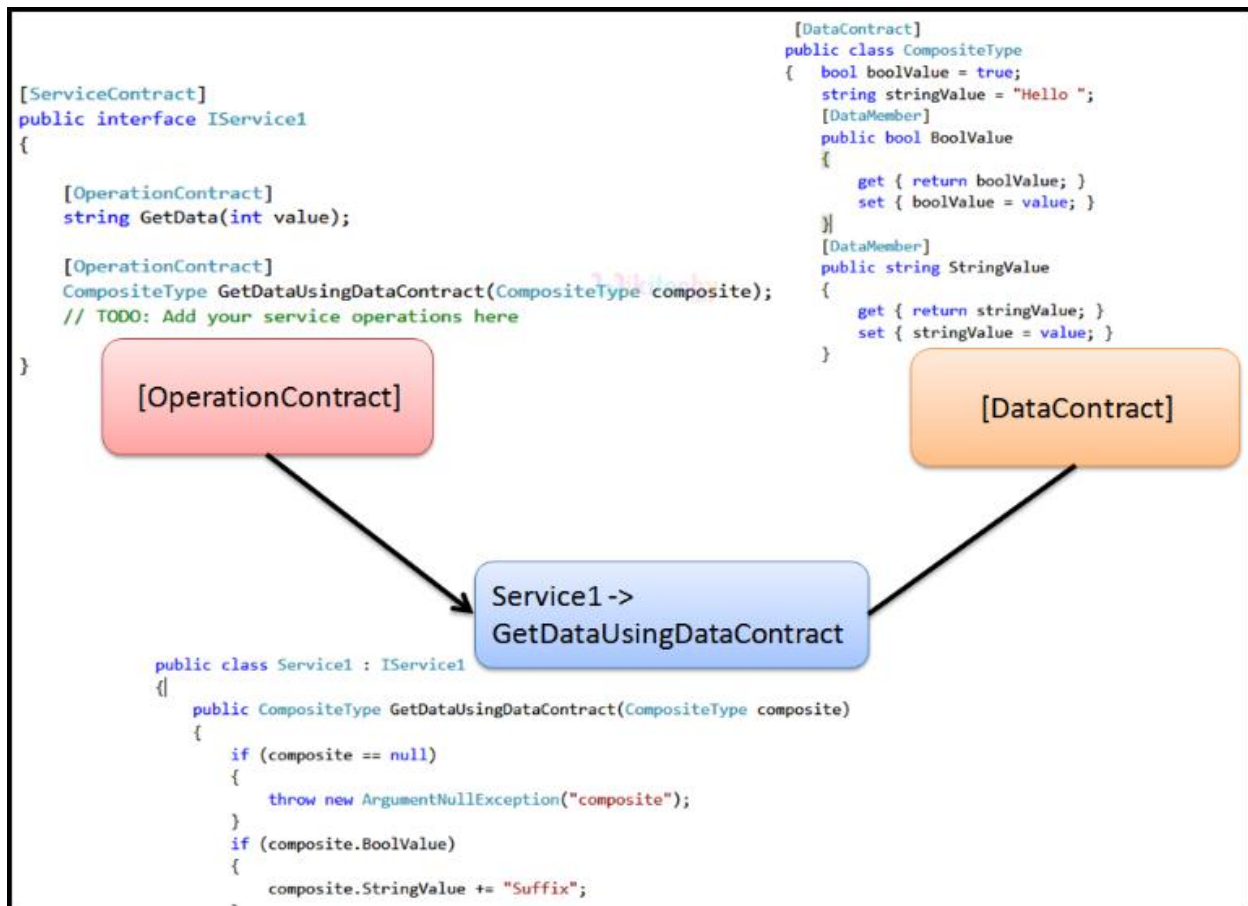 [ServiceContract]
public interface IService1
{
[OperationContract]
string GetData(int value);
[OperationContract]
CompositeType GetDataUsingDataContract(CompositeType composite);
// TODO: Add your service operations here
}
[DataContract]
public class CompositeType
{ bool boolValue = true;
string stringValue = "Hello ";
[DataMember]
public bool BoolValue
{
get { return boolValue; }
set { boolValue = value; }
}
[DataMember]
public string StringValue
{
get { return stringValue; }
set { stringValue = value; }
}
[OperationContract]
[DataContract]
Service1 ->
GetDataUsingDataContract
public class Service1 : IService1
{
public CompositeType GetDataUsingDataContract(CompositeType composite)
{
if (composite == null)
{
throw new ArgumentNullException("composite");
}
if (composite.BoolValue)
{
composite.StringValue += "Suffix";